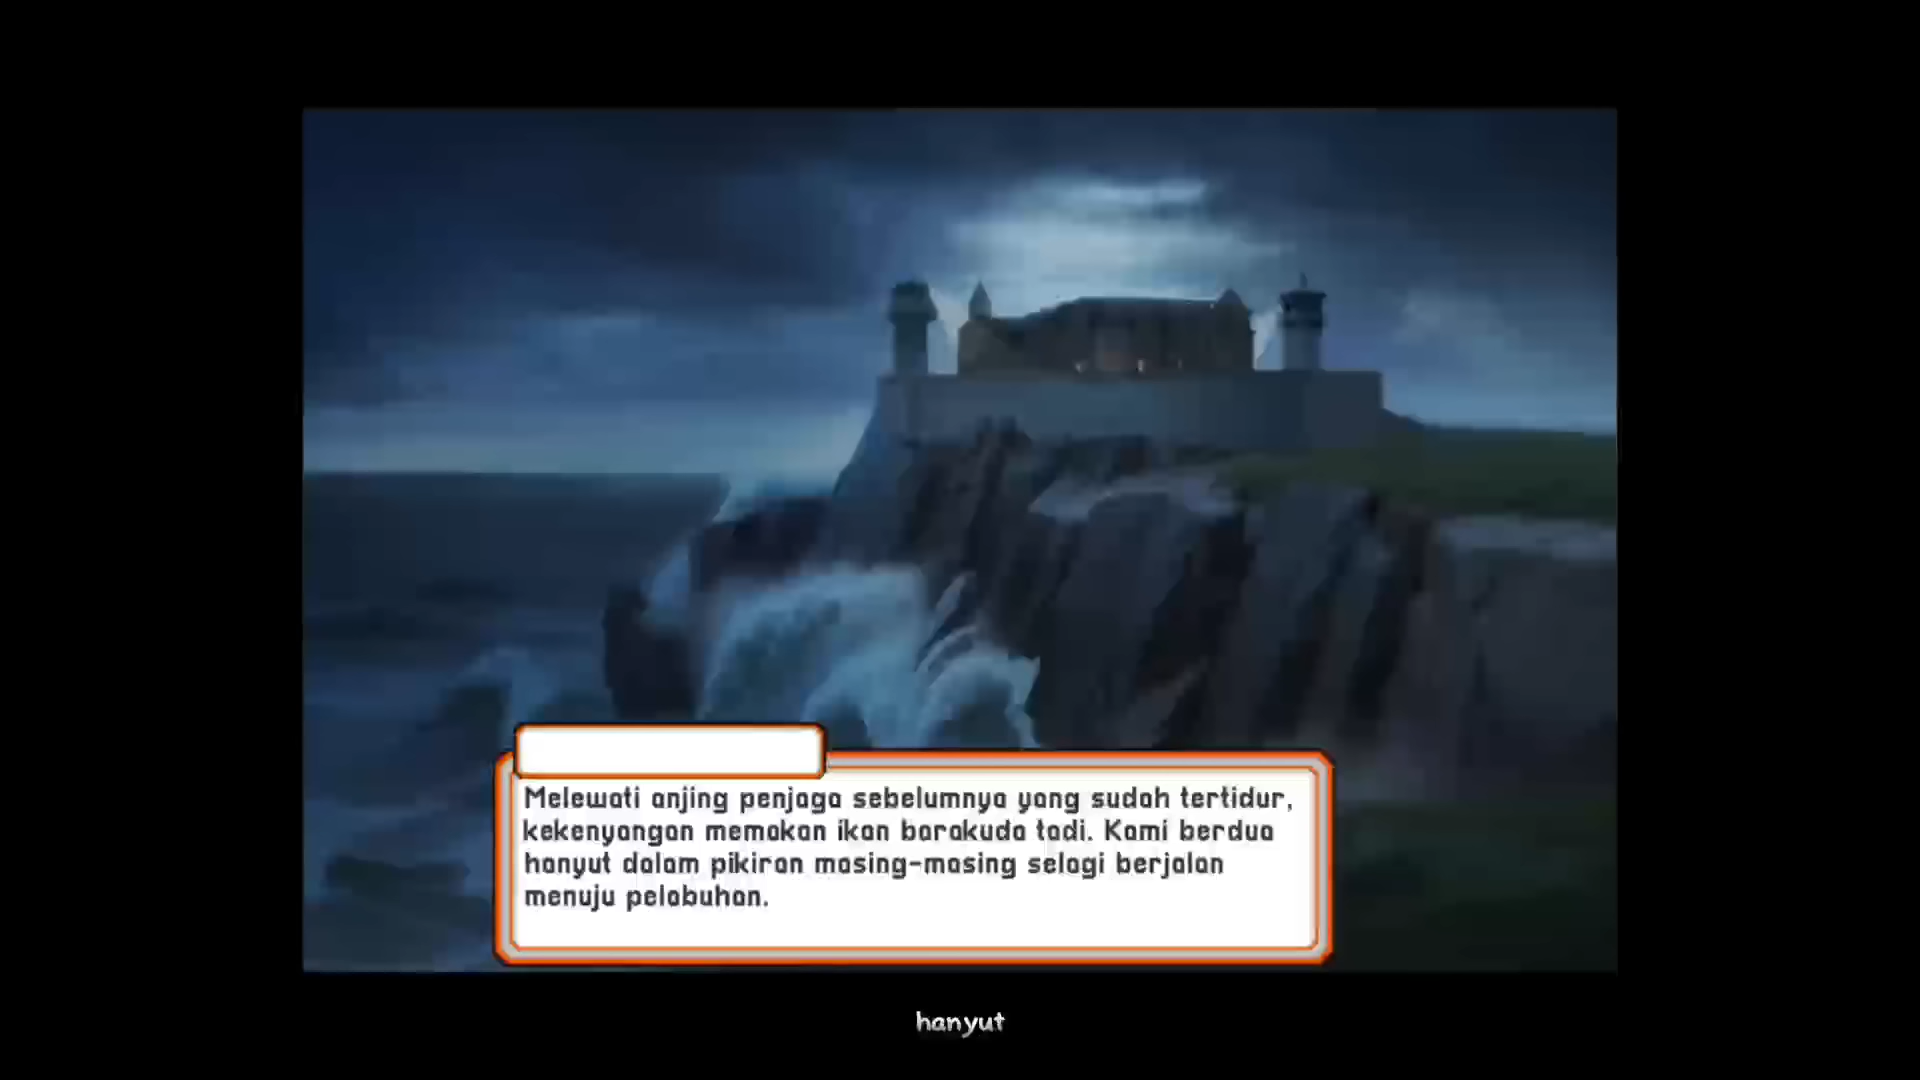 Melewati anjing penjaga sebelumnya yang sudah tertidur,
kekenyangan memakan ikan barakuda tadi. Kami berdua
hanyut dalam pikiran masing-masing selagi berjalan
menuju pelabuhan.
hanyut